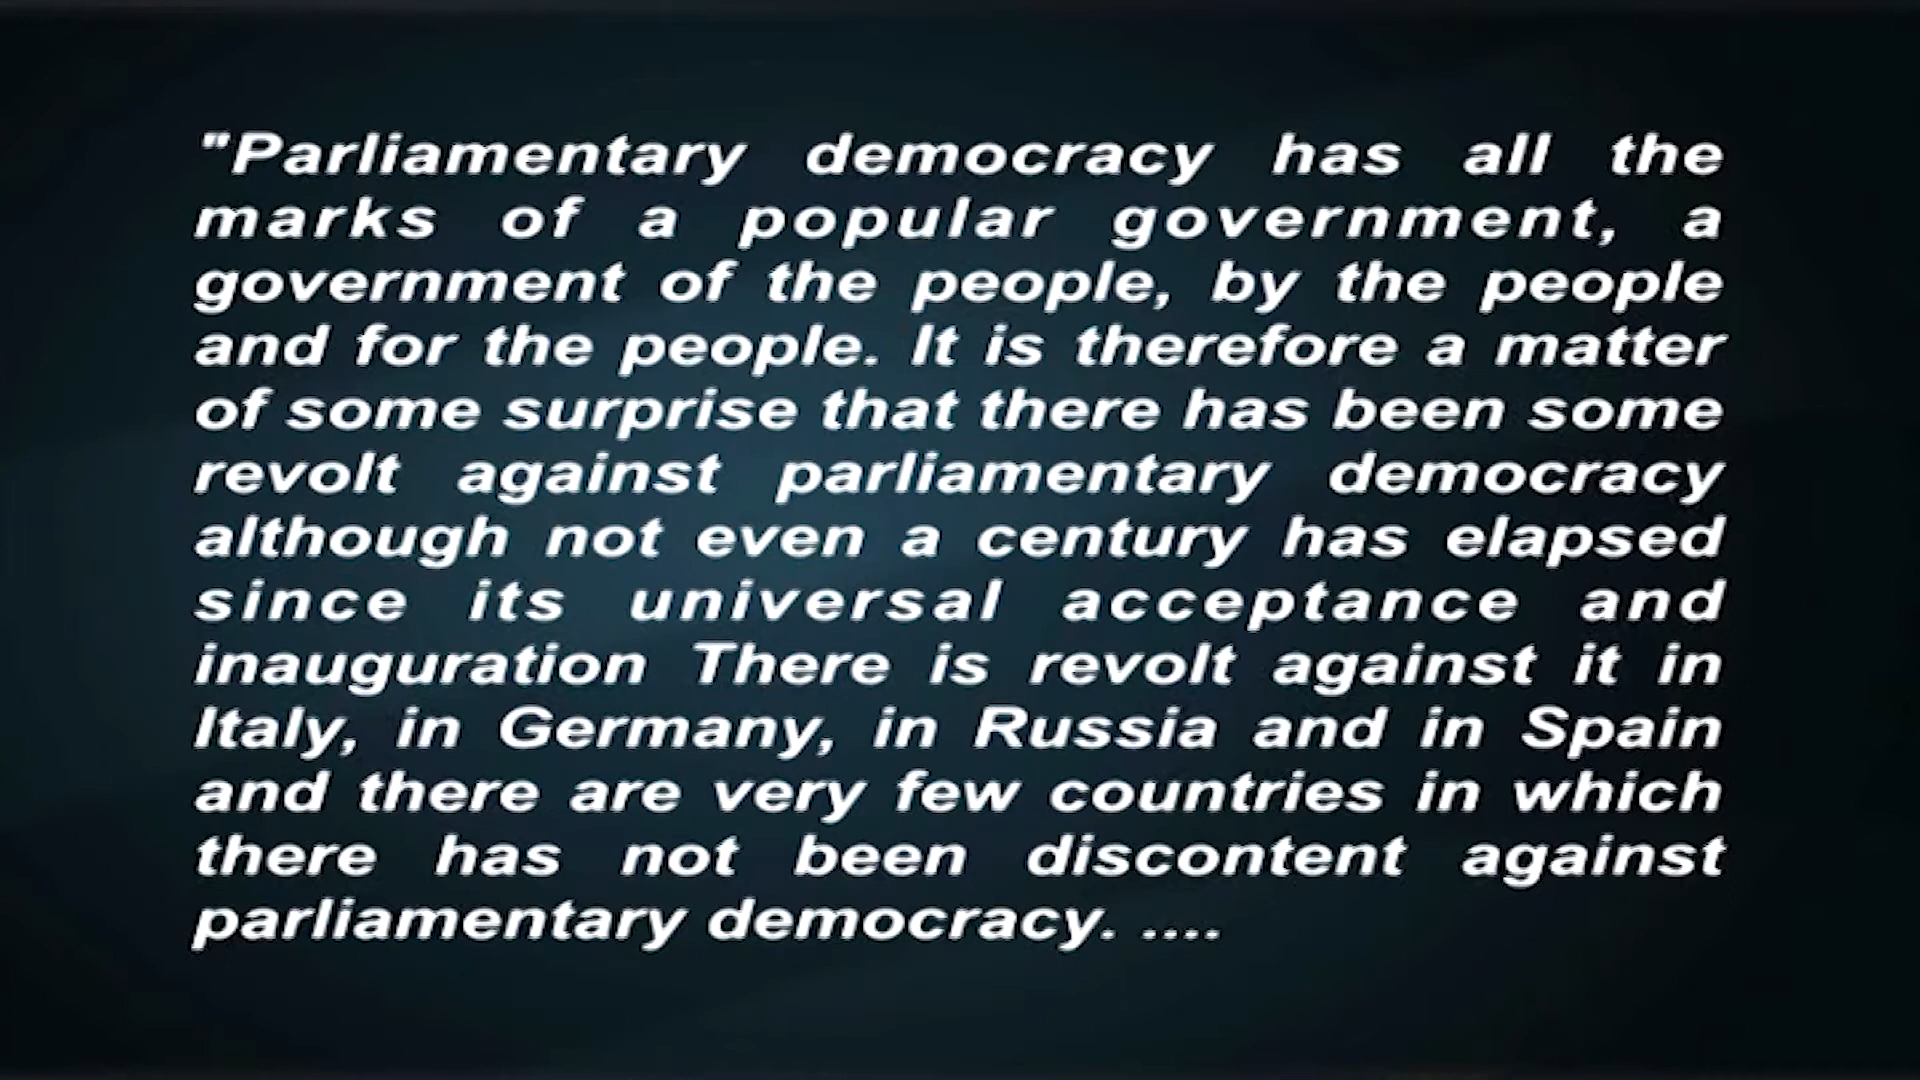 "Parliamentary democracy has all the
marks of a popular government, a
government of the people, by the people
and for the people. It is therefore a matter
of some surprise that there has been some
revolt against parliamentary democracy
although not even a century has elapsed
since its universal acceptance and
inauguration There is revolt against it in
Italy, in Germany, in Russia and in Spain
and there are very few countries in which
there has not been discontent against
parliamentary democracy. ....